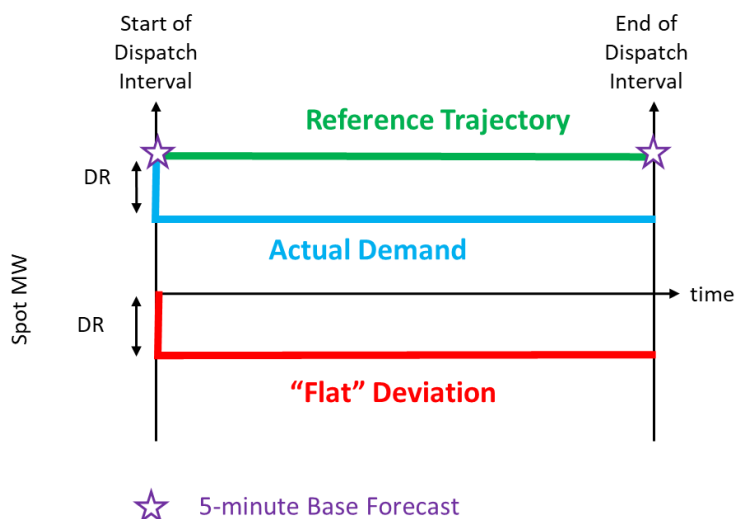 Start of
Dispatch
Interval
End of
Dispatch
Interval
Reference Trajectory
DR
Actual Demand
Spot MW
time
DR
“Flat” Deviation
5-minute Base Forecast